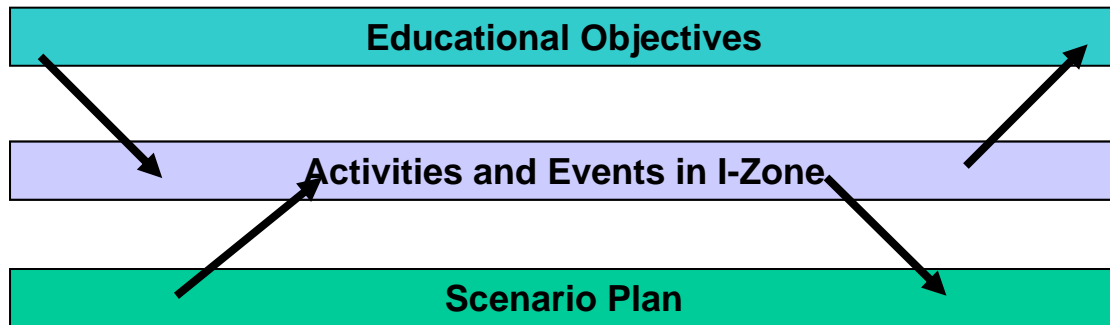 Educational Objectives
Activities and Events in I-Zone
Scenario Plan